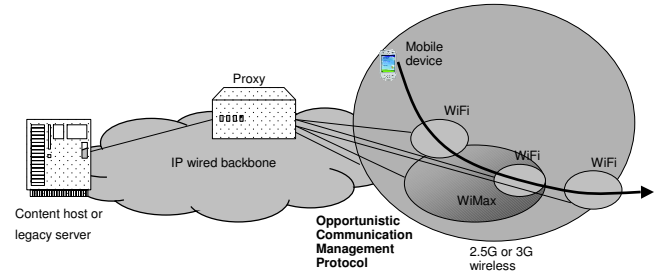 Mobile
device
Proxy
WiFi
WiFi
WiFi
IP wired backbone
WiMax
Content host or
legacy server
Opportunistic
Communication
Management
Protocol
2.5G or 3G
wireless